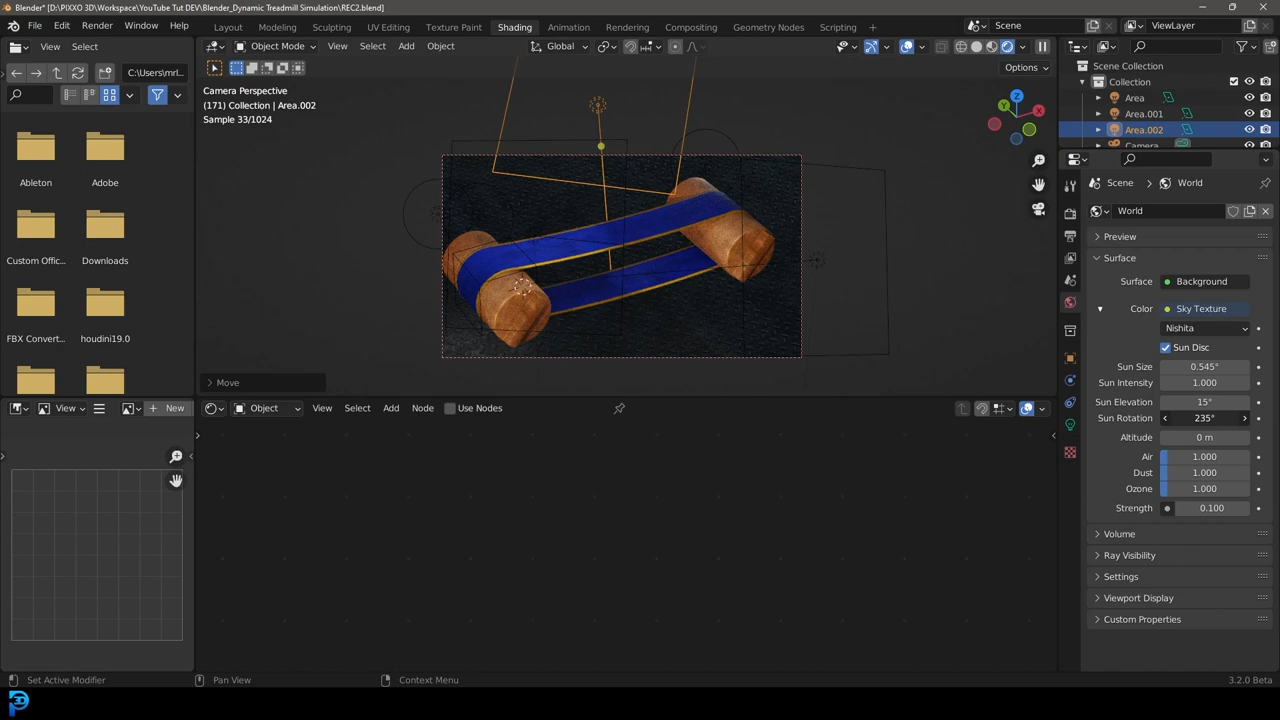 Blender* [D:\PIXXO 3D\Workspace\YouTube Tut DEV\Blender_Dynamic Treadmill Simulation\REC2.blend]
File Edit Render Window Help Layout Modeling Sculpting UV Editing Texture Paint Shading Animation Rendering Compositing Geometry Nodes Scripting Scene ViewLayer
View Select Object Mode View Select Add Object Global
C:\Users\mrl... Options
Camera Perspective
(171) Collection | Area.002
Sample 33/1024
Scene Collection
Collection
Area
Area.001
Area.002
Camera
Ableton Adobe
Custom Offic... Downloads
FBX Convert... houdini19.0
X
Y
Z
Scene World
World
Preview
Surface
Surface Background
Color Sky Texture
Nishita
Sun Disc
Sun Size 0.545°
Sun Intensity 1.000
Sun Elevation 15°
Sun Rotation 235°
Altitude 0 m
Air 1.000
Dust 1.000
Ozone 1.000
Strength 0.100
Volume
Ray Visibility
Settings
Viewport Display
Custom Properties
Move
View New Object View Select Add Node Use Nodes
Set Active Modifier Pan View Context Menu 3.2.0 Beta